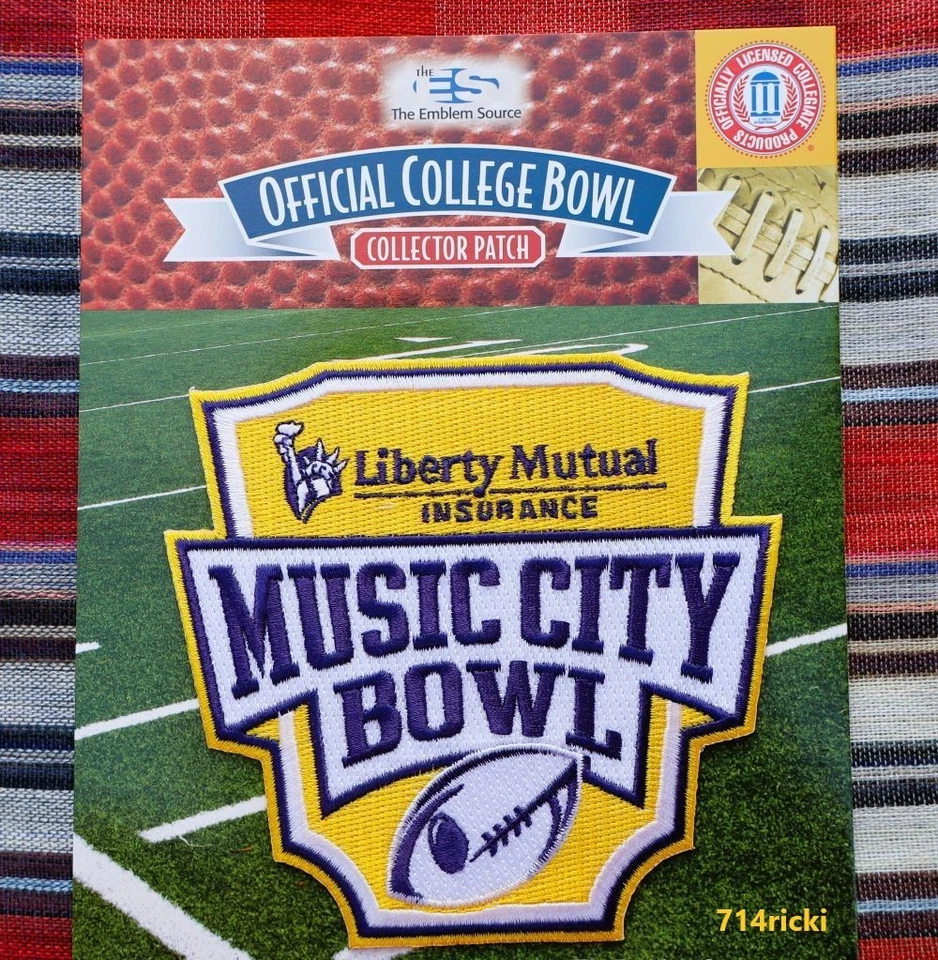 THE
ES
The Emblem Source
OFFICIALLY LICENSED COLLEGIATE PRODUCTS
®
OFFICIAL COLLEGE BOWL
COLLECTOR PATCH
Liberty Mutual
INSURANCE
MUSIC CITY
BOWL
714ricki